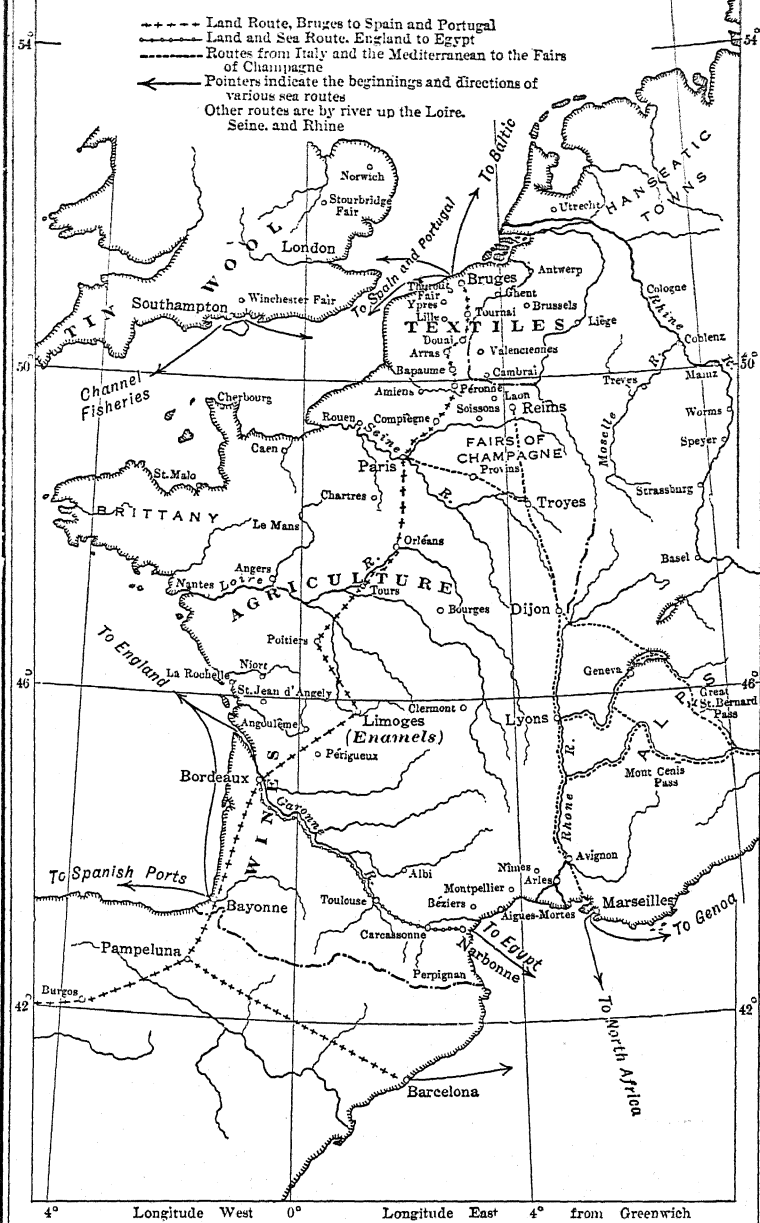 Land Route, Bruges to Spain and Portugal
Land and Sea Route, England to Egypt
Routes from Italy and the Mediterranean to the Fairs
of Champagne
Pointers indicate the beginnings and directions of
various sea routes
Other routes are by river up the Loire,
Seine, and Rhine
54°
54°
Norwich
Stourbridge
Fair
London
WOOL
TIN
Southampton
Winchester Fair
Channel
Fisheries
To Spain and Portugal
To Baltic
HANSEATIC
TOWNS
Utrecht
Antwerp
Bruges
Thurout
Fair
Ghent
Ypres
Brussels
Lille
Tournai
TEXTILES
Liège
Douai
Arras
Valenciennes
Bapaume
Cambrai
Cologne
Rhine
R.
Coblenz
Mainz
50°
50°
Treves
R.
Worms
Speyer
Moselle
Strassburg
Basel
Amiens
Péronne
Laon
Soissons
Reims
Cherbourg
Rouen
Seine
R.
Compiègne
Caen
Paris
FAIRS OF
CHAMPAGNE
Provins
Troyes
St. Malo
BRITTANY
Chartres
Le Mans
Orléans
Angers
Nantes
Loire
R.
Tours
AGRICULTURE
Bourges
Dijon
Poitiers
To England
Niort
La Rochelle
St. Jean d'Angely
46°
46°
Geneva
Great
St. Bernard
Pass
ALPS
Clermont
Lyons
Angoulême
Limoges
(Enamels)
Périgueux
Mont Cenis
Pass
Bordeaux
WINES
Garonne
R.
Rhone
R.
To Spanish Ports
Avignon
Albi
Nîmes
Arles
Montpellier
Toulouse
Béziers
Aigues-Mortes
Marseilles
To Genoa
Bayonne
Carcassonne
To Egypt
Narbonne
Pampeluna
Perpignan
Burgos
42°
42°
To North Africa
Barcelona
4°
Longitude West
0°
Longitude East
4°
from Greenwich